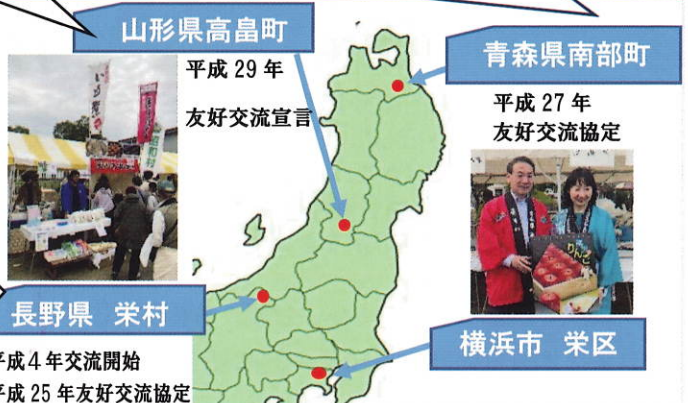 山形県高畠町
平成29年
友好交流宣言
青森県南部町
平成27年
友好交流協定
りんご
長野県 栄村
平成4年交流開始
平成25年友好交流協定
横浜市 栄区